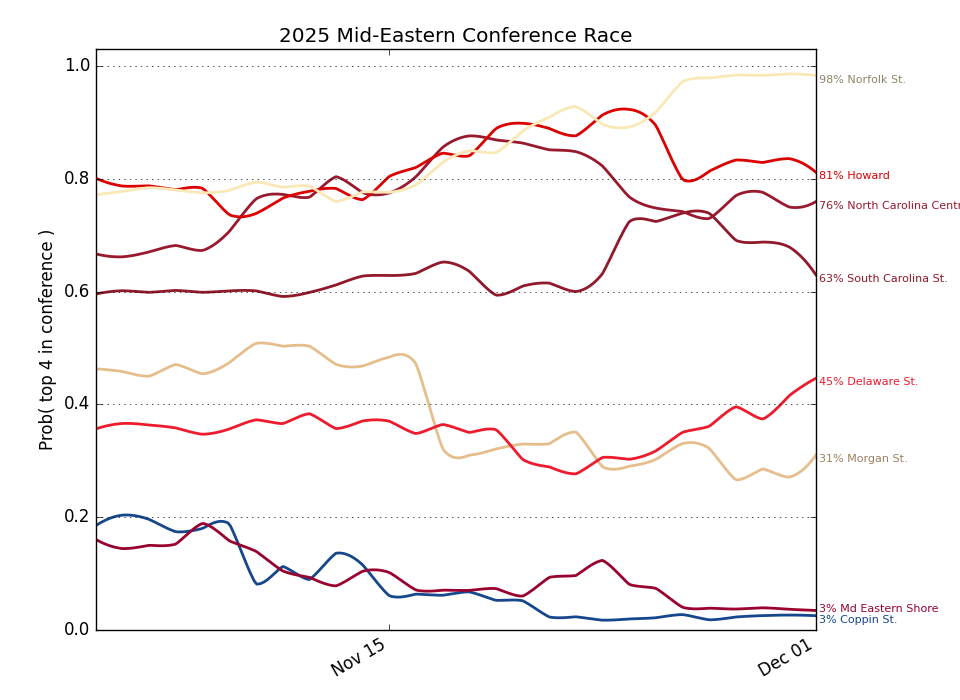 2025 Mid-Eastern Conference Race
Prob( top 4 in conference )
1.0
0.8
0.6
0.4
0.2
0.0
Nov 15
Dec 01
98% Norfolk St.
81% Howard
76% North Carolina Centr
63% South Carolina St.
45% Delaware St.
31% Morgan St.
3% Md Eastern Shore
3% Coppin St.